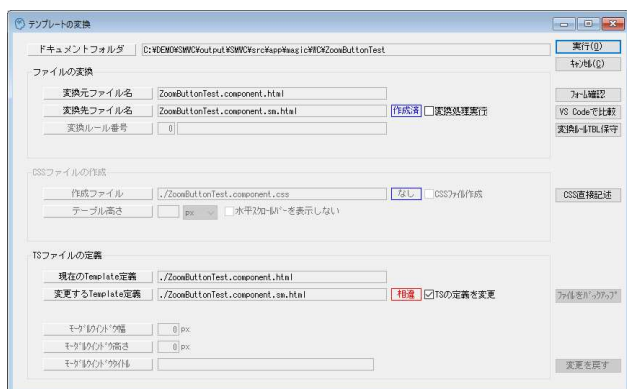 テンプレートの変換
ドキュメントフォルダ C:¥DEMO¥SMVC¥output¥SMVC¥src¥app¥magic¥VC¥ZoomButtonTest 実行(O)
ｷｬﾝｾﾙ(C)
ファイルの変換
変換元ファイル名 ZoomButtonTest.component.html ﾌｫｰﾑ確認
変換先ファイル名 ZoomButtonTest.component.sm.html 作成済 変換処理実行 VS Codeで比較
変換ルール番号 0 変換ﾙｰﾙTBL保守
CSSファイルの作成
作成ファイル ./ZoomButtonTest.component.css なし CSSﾌｧｲﾙ作成 CSS直接記述
テーブル高さ px 水平ｽｸﾛｰﾙﾊﾞｰを表示しない
TSファイルの定義
現在のTemplate定義 ./ZoomButtonTest.component.html
変更するTemplate定義 ./ZoomButtonTest.component.sm.html 相違 TSの定義を変更 ﾌｧｲﾙをﾊﾞｯｸｱｯﾌﾟ
ﾓｰﾀﾞﾙｳｨﾝﾄﾞｳ幅 0 px
ﾓｰﾀﾞﾙｳｨﾝﾄﾞｳ高さ 0 px
ﾓｰﾀﾞﾙｳｨﾝﾄﾞｳﾀｲﾄﾙ 変更を戻す